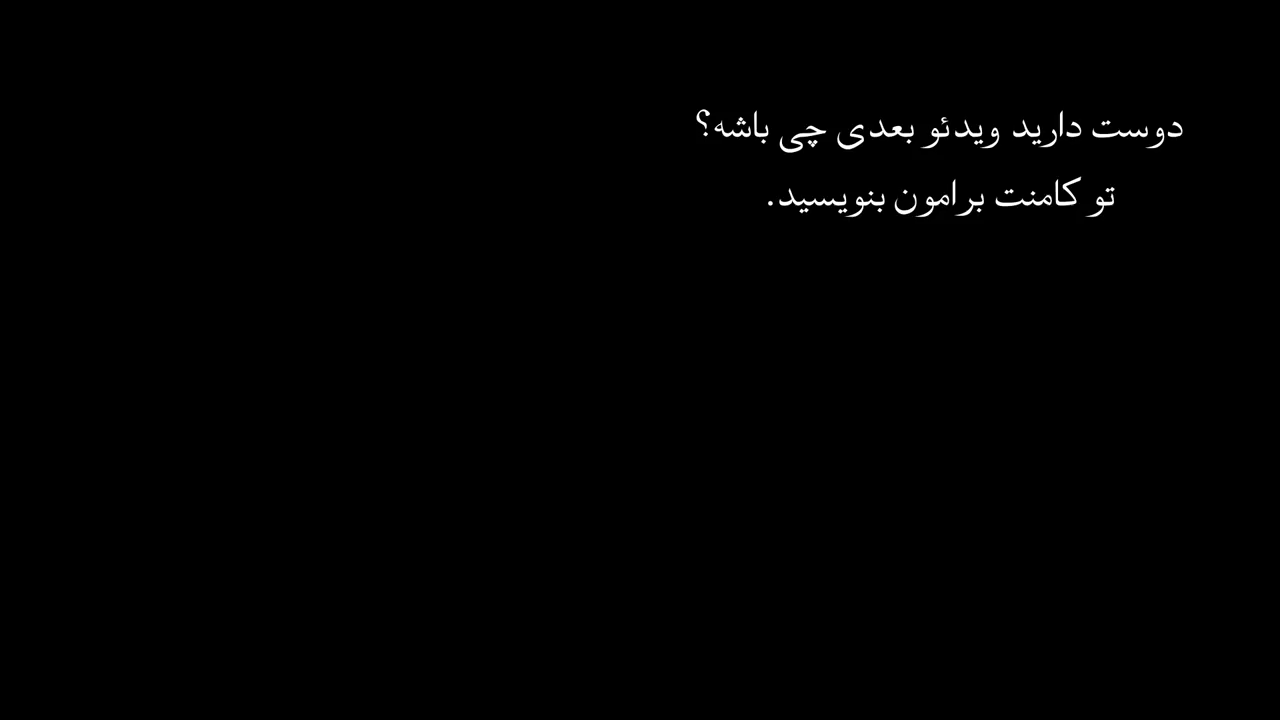 دوست دارید ویدئو بعدی چی باشه؟
تو کامنت برامون بنویسید.